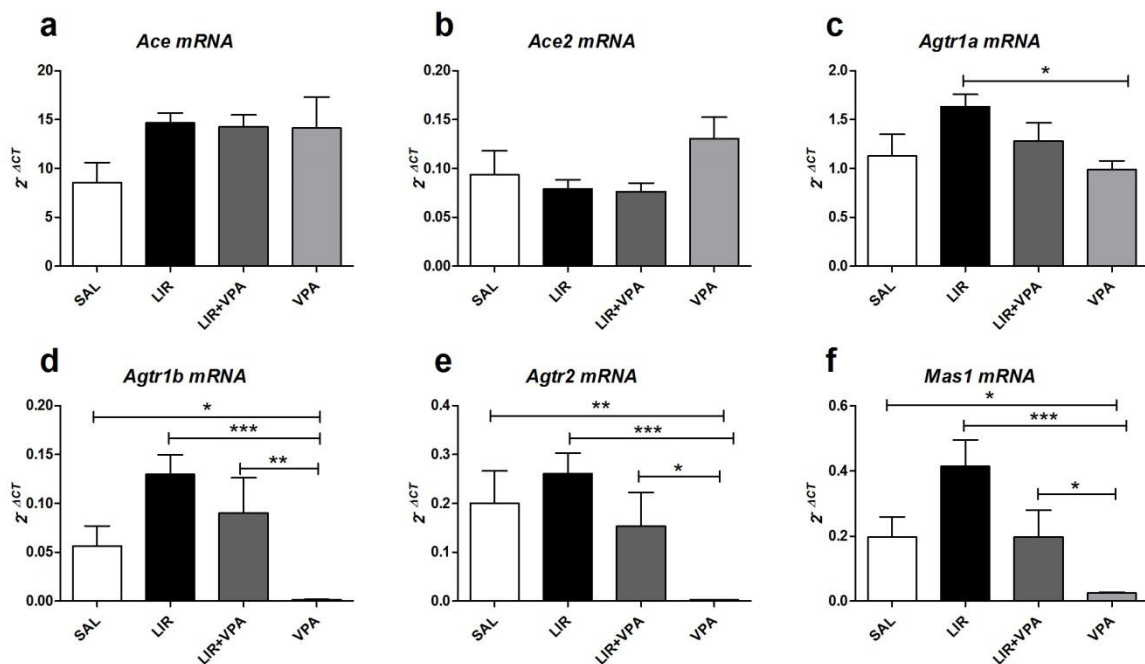 a
Ace mRNA
20
15
10
5
0
2^- ΔCT
SAL
LIR
LIR+VPA
VPA
b
Ace2 mRNA
0.20
0.15
0.10
0.05
0.00
2^- ΔCT
SAL
LIR
LIR+VPA
VPA
c
Agtr1a mRNA
2.0
1.5
1.0
0.5
0.0
2^- ΔCT
*
SAL
LIR
LIR+VPA
VPA
d
Agtr1b mRNA
0.20
0.15
0.10
0.05
0.00
2^- ΔCT
*
***
**
SAL
LIR
LIR+VPA
VPA
e
Agtr2 mRNA
0.4
0.3
0.2
0.1
0.0
2^- ΔCT
**
***
*
SAL
LIR
LIR+VPA
VPA
f
Mas1 mRNA
0.6
0.4
0.2
0.0
2^- ΔCT
*
***
*
SAL
LIR
LIR+VPA
VPA